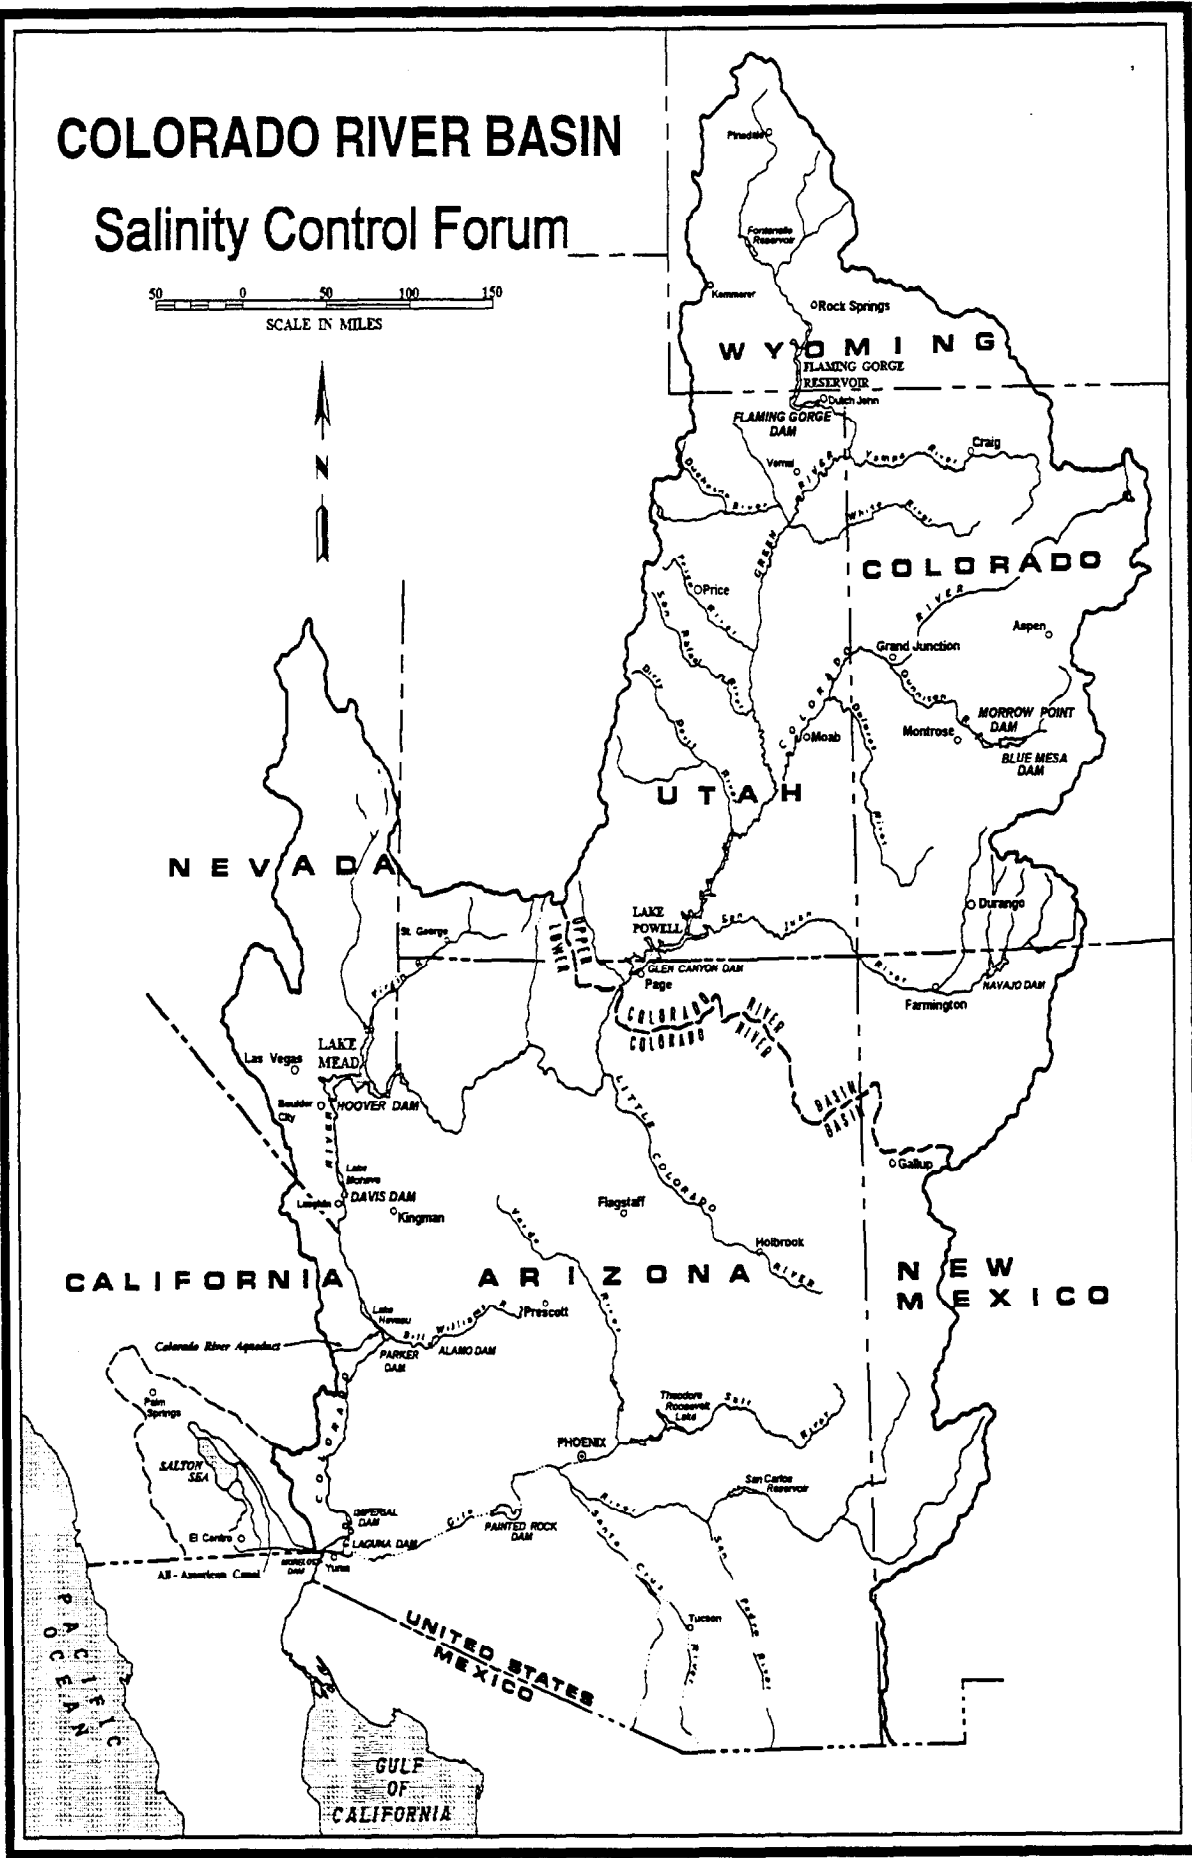 COLORADO RIVER BASIN
Salinity Control Forum
50 0 50 100 150
SCALE IN MILES
N
Pinedale
Fontenelle
Reservoir
Kemmerer
Rock Springs
WYOMING
FLAMING GORGE
RESERVOIR
Dutch John
FLAMING GORGE
DAM
Vernal
GREEN RIVER
Yampa River
Craig
Duchesne River
White River
COLORADO
Price
Price River
San Rafael River
Dirty Devil River
COLORADO RIVER
Aspen
Grand Junction
Gunnison R
MORROW POINT
DAM
Montrose
BLUE MESA
DAM
Moab
Dolores River
UTAH
NEVADA
Durango
LAKE
POWELL
San Juan River
UPPER
LOWER
St. George
Virgin R
GLEN CANYON DAM
Page
NAVAJO DAM
Farmington
COLORADO RIVER BASIN
COLORADO RIVER BASIN
LAKE
MEAD
Las Vegas
Boulder
City
HOOVER DAM
RIVER
LITTLE COLORADO RIVER
Gallup
Lake
Mohave
DAVIS DAM
Laughlin
Kingman
Flagstaff
Verde River
Holbrook
CALIFORNIA
ARIZONA
NEW
MEXICO
Lake
Havasu
Bill Williams R
Prescott
Colorado River Aqueduct
PARKER
DAM
ALAMO DAM
COLORADO
Palm
Springs
Theodore
Roosevelt
Lake
Salt River
PHOENIX
SALTON
SEA
San Carlos
Reservoir
IMPERIAL
DAM
Gila River
PAINTED ROCK
DAM
El Centro
LAGUNA DAM
MORELOS
DAM
Yuma
All - American Canal
Santa Cruz River
San Pedro River
Tucson
UNITED STATES
MEXICO
PACIFIC
OCEAN
GULF
OF
CALIFORNIA